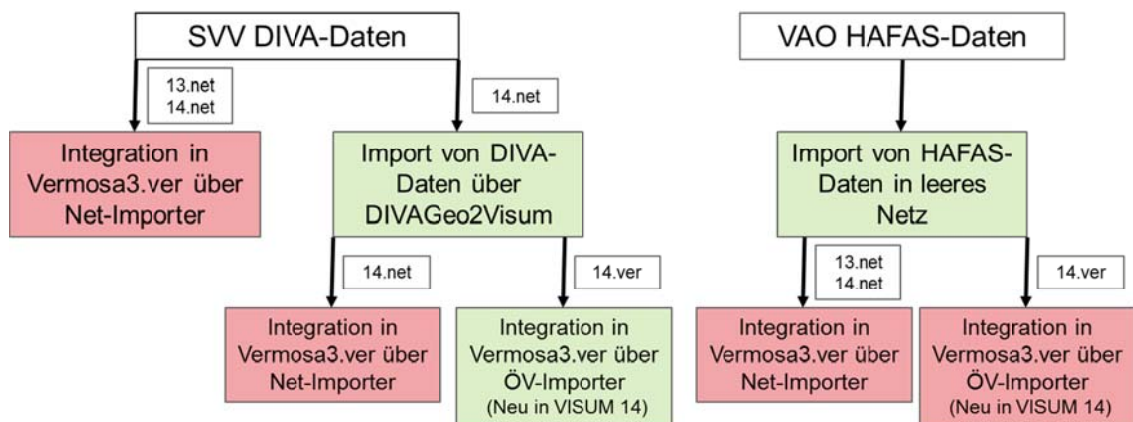 SVV DIVA-Daten
13.net
14.net
14.net
Integration in
Vermosa3.ver über
Net-Importer
Import von DIVA-
Daten über
DIVAGeo2Visum
14.net
14.ver
Integration in
Vermosa3.ver über
Net-Importer
Integration in
Vermosa3.ver über
ÖV-Importer
(Neu in VISUM 14)
VAO HAFAS-Daten
Import von HAFAS-
Daten in leeres
Netz
13.net
14.net
14.ver
Integration in
Vermosa3.ver über
Net-Importer
Integration in
Vermosa3.ver über
ÖV-Importer
(Neu in VISUM 14)